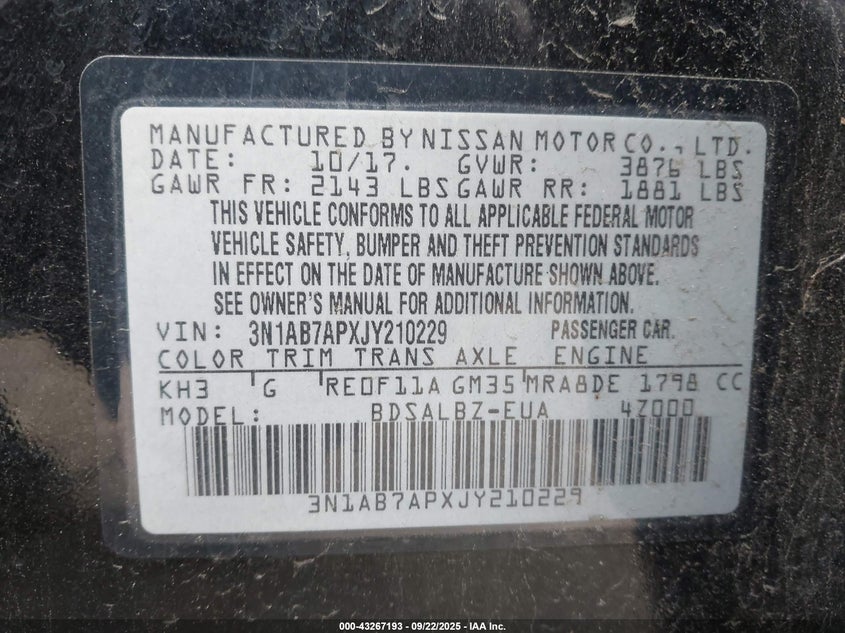 MANUFACTURED BY NISSAN MOTOR CO., LTD.
DATE: 10/17. GVWR: 3876 LBS
GAWR FR: 2143 LBS GAWR RR: 1881 LBS
THIS VEHICLE CONFORMS TO ALL APPLICABLE FEDERAL MOTOR
VEHICLE SAFETY, BUMPER AND THEFT PREVENTION STANDARDS
IN EFFECT ON THE DATE OF MANUFACTURE SHOWN ABOVE.
SEE OWNER'S MANUAL FOR ADDITIONAL INFORMATION.
VIN: 3N1AB7APXJY210229 PASSENGER CAR.
COLOR TRIM TRANS AXLE ENGINE
KH3 G RE0F11A GM35 MRA8DE 1798 CC
MODEL: BDSALBZ-EUA 4Z000
3N1AB7APXJY210229
000-43267193 - 09/22/2025 - IAA Inc.